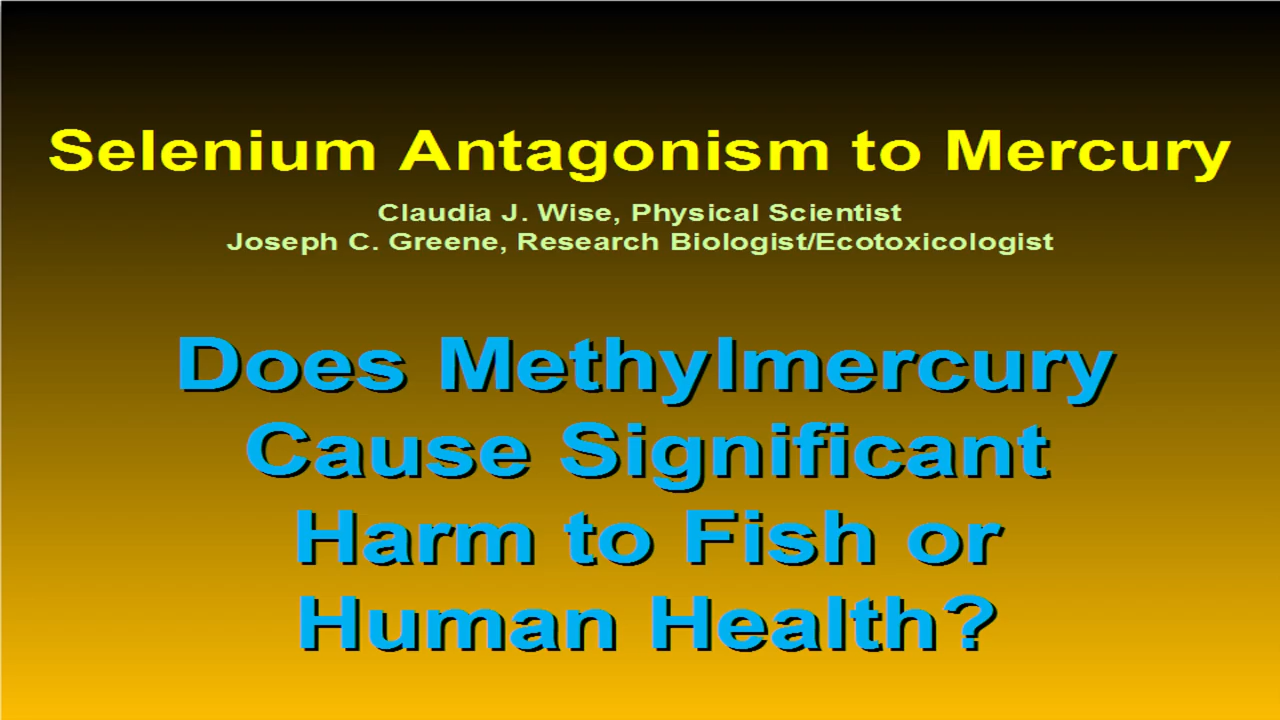 Selenium Antagonism to Mercury
Claudia J. Wise, Physical Scientist
Joseph C. Greene, Research Biologist/Ecotoxicologist
Does Methylmercury
Cause Significant
Harm to Fish or
Human Health?